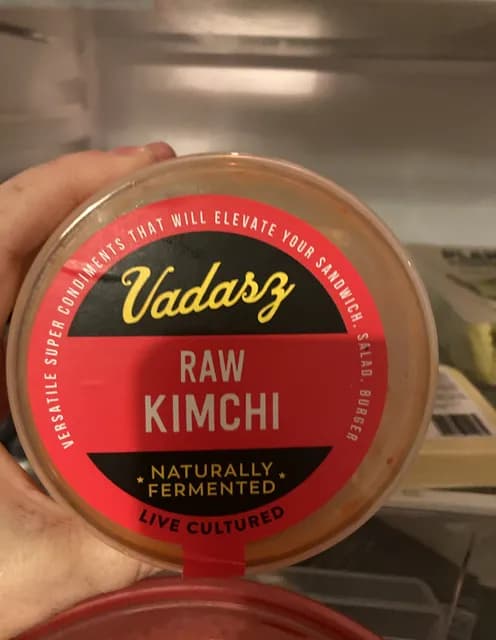 VERSATILE SUPER CONDIMENTS THAT WILL ELEVATE YOUR SANDWICH, SALAD, BURGER
Vadasz
RAW
KIMCHI
NATURALLY
FERMENTED
LIVE CULTURED